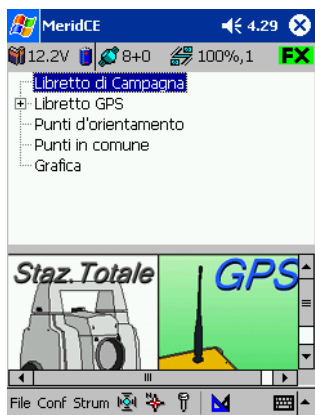 MeridCE 4.29
12.2V 8+0 100%,1 FX
Libretto di Campagna
Libretto GPS
Punti d'orientamento
Punti in comune
Grafica
Staz. Totale GPS
File Conf Strum